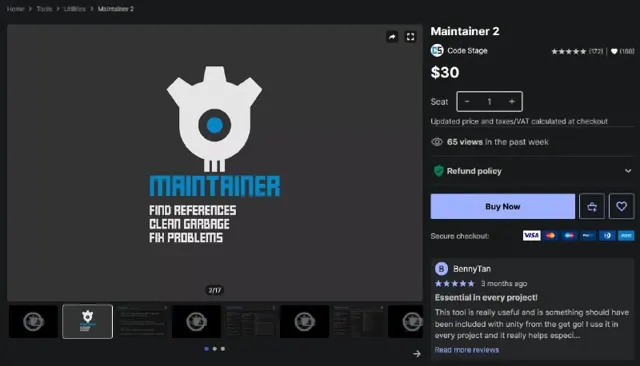 Home > Tools > Utilities > Maintainer 2
Maintainer 2
CS Code Stage
★★★★★ (172) | ♥ (188)
$30
Seat - 1 +
Updated price and taxes/VAT calculated at checkout
65 views in the past week
Refund policy
Buy Now
Secure checkout: VISA
MAINTAINER
FIND REFERENCES
CLEAN GARBAGE
FIX PROBLEMS
2/17
MAINTAINER
B BennyTan
★★★★★ 3 months ago
Essential in every project!
This tool is really useful and is something should have
been included with unity from the get go! I use it in
every project and it really helps especi...
Read more reviews